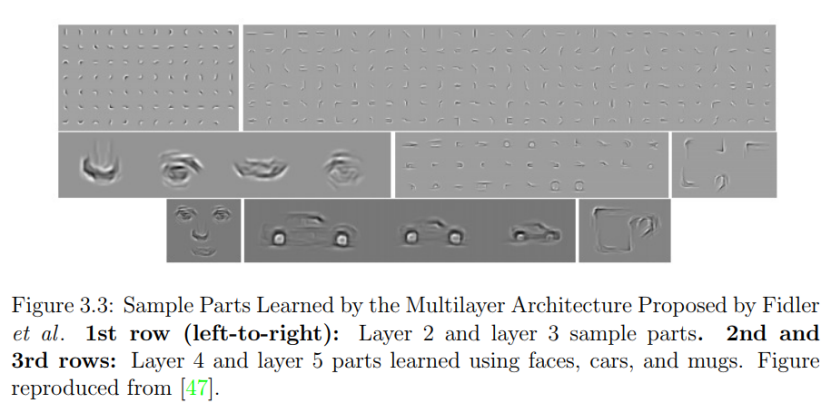 Figure 3.3: Sample Parts Learned by the Multilayer Architecture Proposed by Fidler
et al. 1st row (left-to-right): Layer 2 and layer 3 sample parts. 2nd and
3rd rows: Layer 4 and layer 5 parts learned using faces, cars, and mugs. Figure
reproduced from [47].